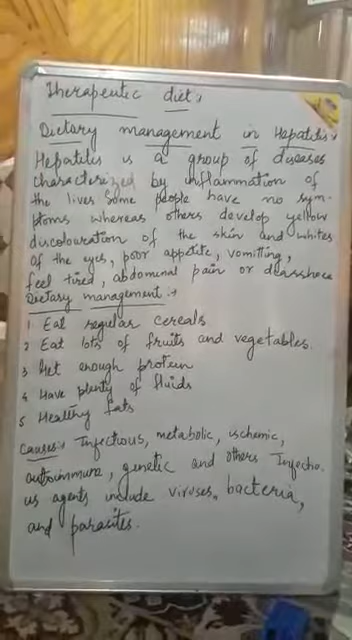 Therapeutic diet :
Dietary management in Hepatitis :
Hepatitis is a group of diseases
characterized by inflammation of
the lives Some people have no sym-
ptoms whereas others develop yellow
discolouration of the skin and whites
of the eyes, poor appetite, vomitting,
feel tired, abdominal pain or
Dietary management :
1 Eat regular cereals
2 Eat lots of fruits and vegetables.
3 Get enough protein
4 Have plenty of fluids
5 Healthy fats
Causes : Infectious, metabolic, ischemic,
autoimmune, genetic and others Infectio-
us agents include viruses, bacteria,
and parasites.